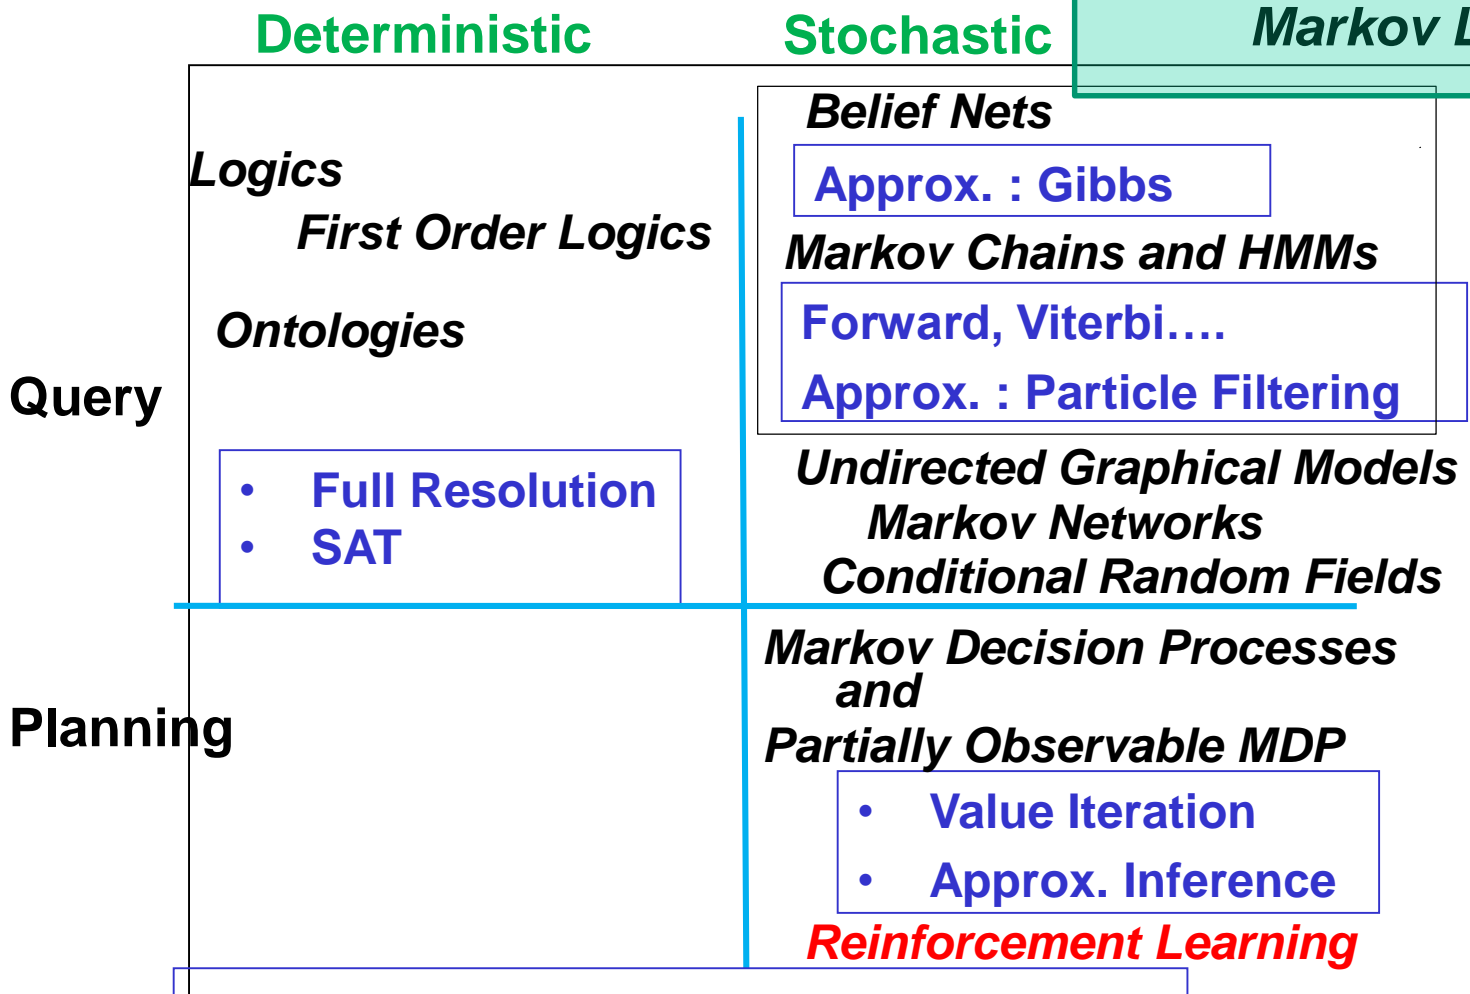 Deterministic
Stochastic
Markov
Query
Logics
First Order Logics
Ontologies
• Full Resolution
• SAT
Belief Nets
Approx. : Gibbs
Markov Chains and HMMs
Forward, Viterbi….
Approx. : Particle Filtering
Undirected Graphical Models
Markov Networks
Conditional Random Fields
Planning
Markov Decision Processes
and
Partially Observable MDP
• Value Iteration
• Approx. Inference
Reinforcement Learning